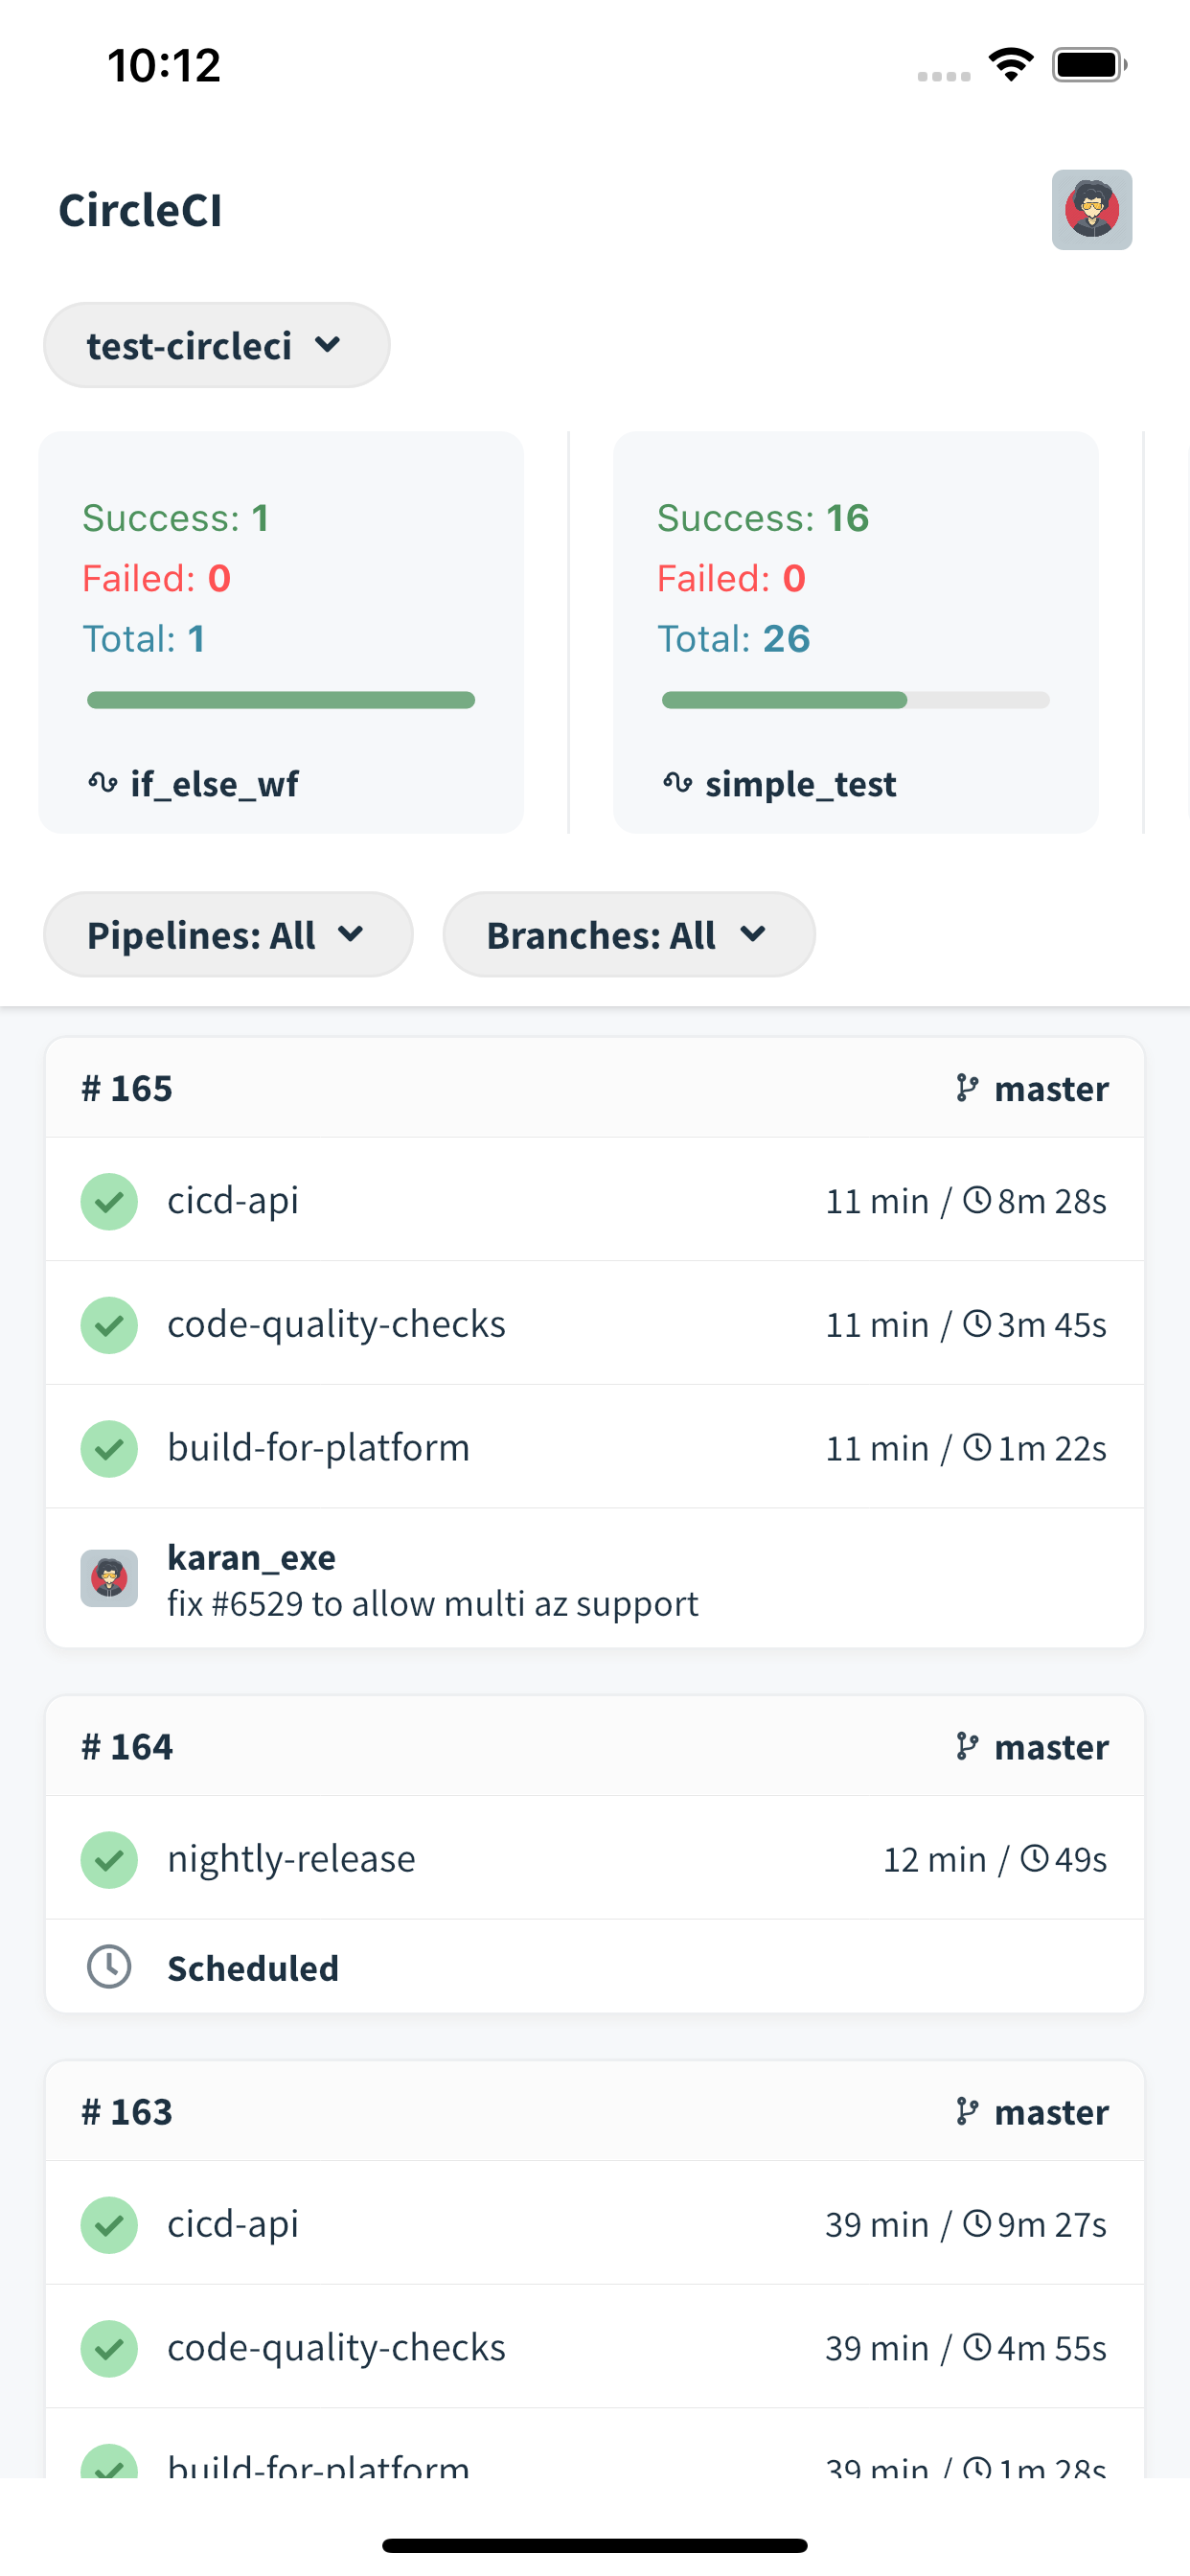 10:12
CircleCI
test-circleci
Success: 1
Failed: 0
Total: 1
if_else_wf
Success: 16
Failed: 0
Total: 26
simple_test
Pipelines: All
Branches: All
# 165 master
cicd-api 11 min / 8m 28s
code-quality-checks 11 min / 3m 45s
build-for-platform 11 min / 1m 22s
karan_exe
fix #6529 to allow multi az support
# 164 master
nightly-release 12 min / 49s
Scheduled
# 163 master
cicd-api 39 min / 9m 27s
code-quality-checks 39 min / 4m 55s
build-for-platform 39 min / 1m 28s